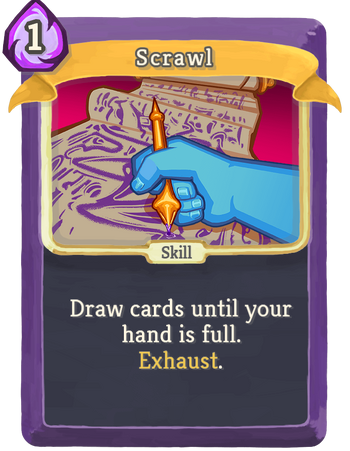 1
Scrawl
Skill
Draw cards until your
hand is full.
Exhaust.